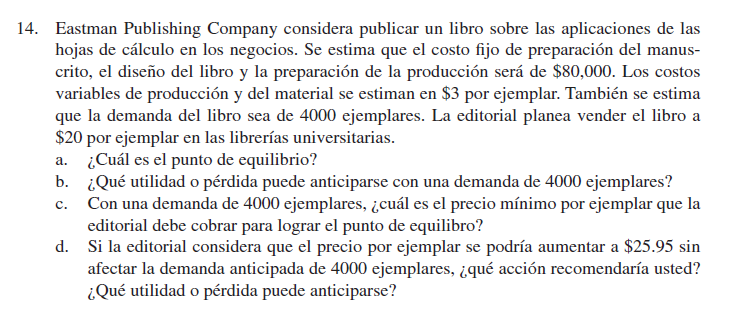 14. Eastman Publishing Company considera publicar un libro sobre las aplicaciones de las
hojas de cálculo en los negocios. Se estima que el costo fijo de preparación del manus-
crito, el diseño del libro y la preparación de la producción será de $80,000. Los costos
variables de producción y del material se estiman en $3 por ejemplar. También se estima
que la demanda del libro sea de 4000 ejemplares. La editorial planea vender el libro a
$20 por ejemplar en las librerías universitarias.
a. ¿Cuál es el punto de equilibrio?
b. ¿Qué utilidad o pérdida puede anticiparse con una demanda de 4000 ejemplares?
c. Con una demanda de 4000 ejemplares, ¿cuál es el precio mínimo por ejemplar que la
editorial debe cobrar para lograr el punto de equilibro?
d. Si la editorial considera que el precio por ejemplar se podría aumentar a $25.95 sin
afectar la demanda anticipada de 4000 ejemplares, ¿qué acción recomendaría usted?
¿Qué utilidad o pérdida puede anticiparse?